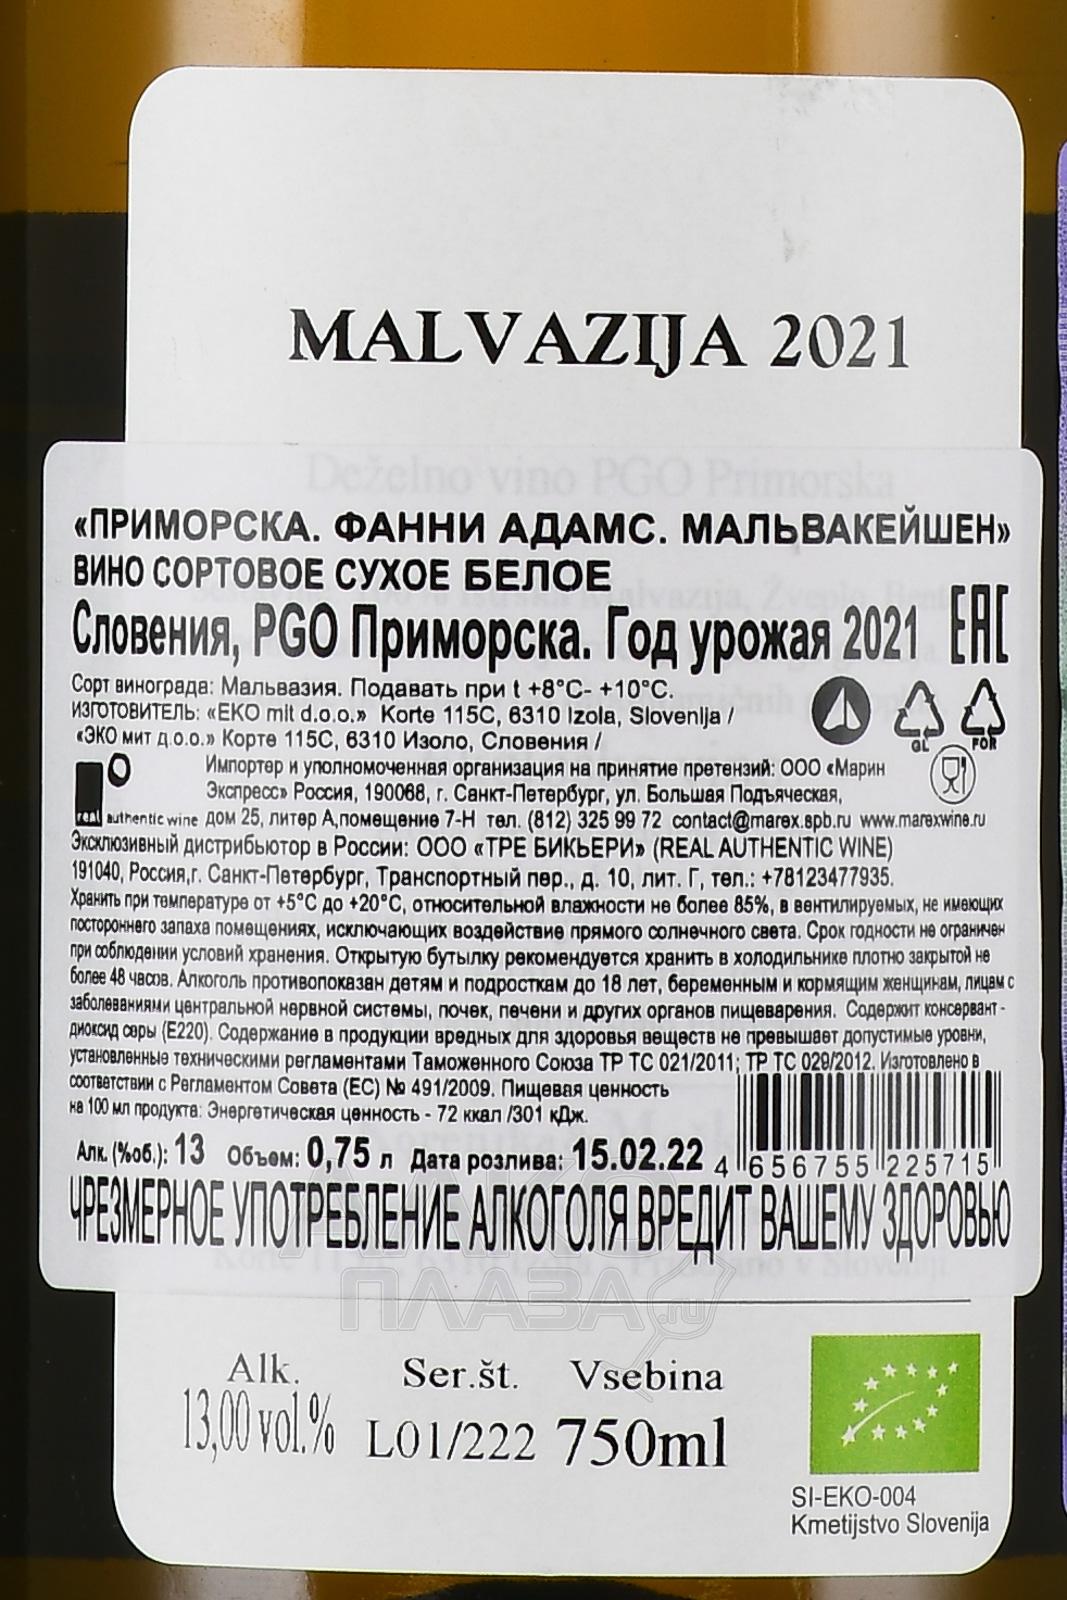 MALVAZIJA 2021
Deželno vino PGO Primorska
«ПРИМОРСКА. ФАННИ АДАМС. МАЛЬВАКЕЙШЕН»
ВИНО СОРТОВОЕ СУХОЕ БЕЛОЕ
Словения, PGO Приморска. Год урожая 2021 EAC
Сорт винограда: Мальвазия. Подавать при t +8°C- +10°C.
ИЗГОТОВИТЕЛЬ: «EKO mit d.o.o.» Korte 115C, 6310 Izola, Slovenija /
«ЭКО мит д.о.о.» Корте 115С, 6310 Изоло, Словения /
GL FOR
Импортер и уполномоченная организация на принятие претензий: ООО «Марин
Экспресс» Россия, 190068, г. Санкт-Петербург, ул. Большая Подъяческая,
real authentic wine дом 25, литер А,помещение 7-Н тел. (812) 325 99 72 contact@marex.spb.ru www.marexwine.ru
Эксклюзивный дистрибьютор в России: ООО «ТРЕ БИКЬЕРИ» (REAL AUTHENTIC WINE)
191040, Россия,г. Санкт-Петербург, Транспортный пер., д. 10, лит. Г, тел.: +78123477935.
Хранить при температуре от +5°С до +20°С, относительной влажности не более 85%, в вентилируемых, не имеющих
постороннего запаха помещениях, исключающих воздействие прямого солнечного света. Срок годности не ограничен
при соблюдении условий хранения. Открытую бутылку рекомендуется хранить в холодильнике плотно закрытой не
более 48 часов. Алкоголь противопоказан детям и подросткам до 18 лет, беременным и кормящим женщинам, лицам с
заболеваниями центральной нервной системы, почек, печени и других органов пищеварения. Содержит консервант -
диоксид серы (Е220). Содержание в продукции вредных для здоровья веществ не превышает допустимые уровни,
установленные техническими регламентами Таможенного Союза ТР ТС 021/2011; ТР ТС 029/2012. Изготовлено в
соответствии с Регламентом Совета (ЕС) № 491/2009. Пищевая ценность
на 100 мл продукта: Энергетическая ценность - 72 ккал /301 кДж.
Алк. (%об.): 13 Объем: 0,75 л Дата розлива: 15.02.22 4 656755 225715
ЧРЕЗМЕРНОЕ УПОТРЕБЛЕНИЕ АЛКОГОЛЯ ВРЕДИТ ВАШЕМУ ЗДОРОВЬЮ
АЛКО
ПЛАЗА.ru
Alk. Ser.št. Vsebina
13,00 vol.% L01/222 750ml
SI-EKO-004
Kmetijstvo Slovenija